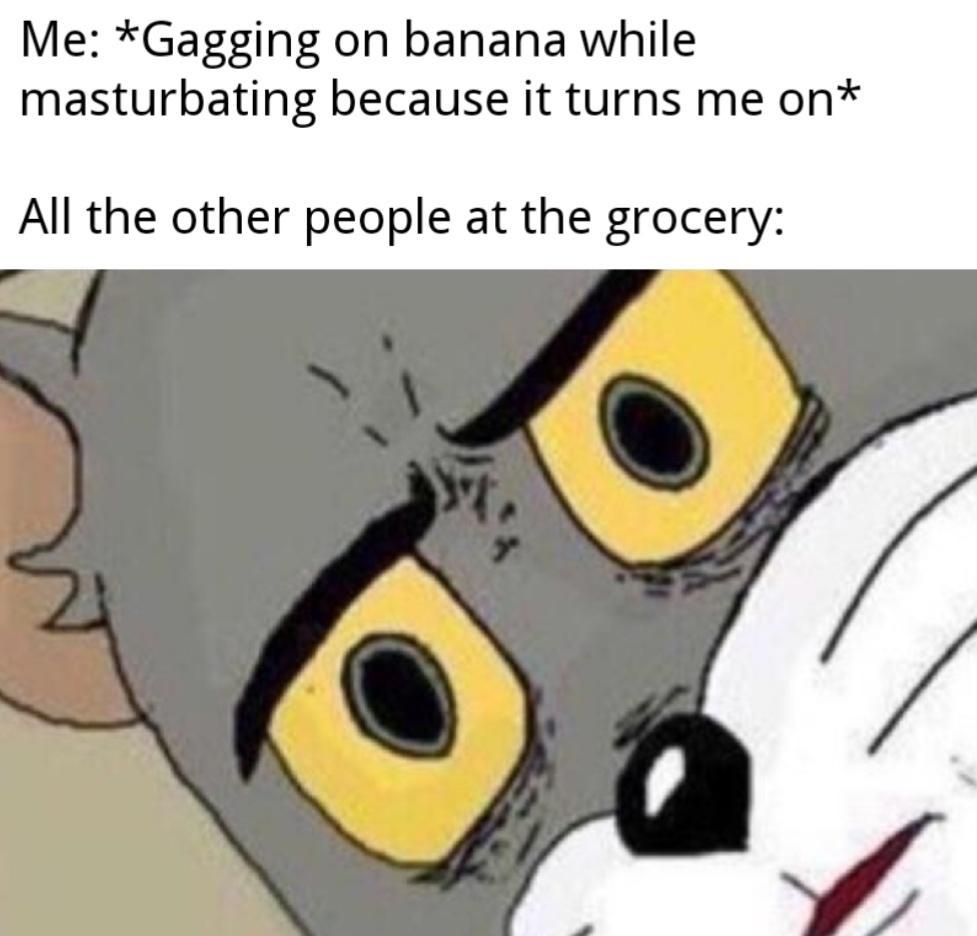 Me: *Gagging on banana while
masturbating because it turns me on*
All the other people at the grocery: